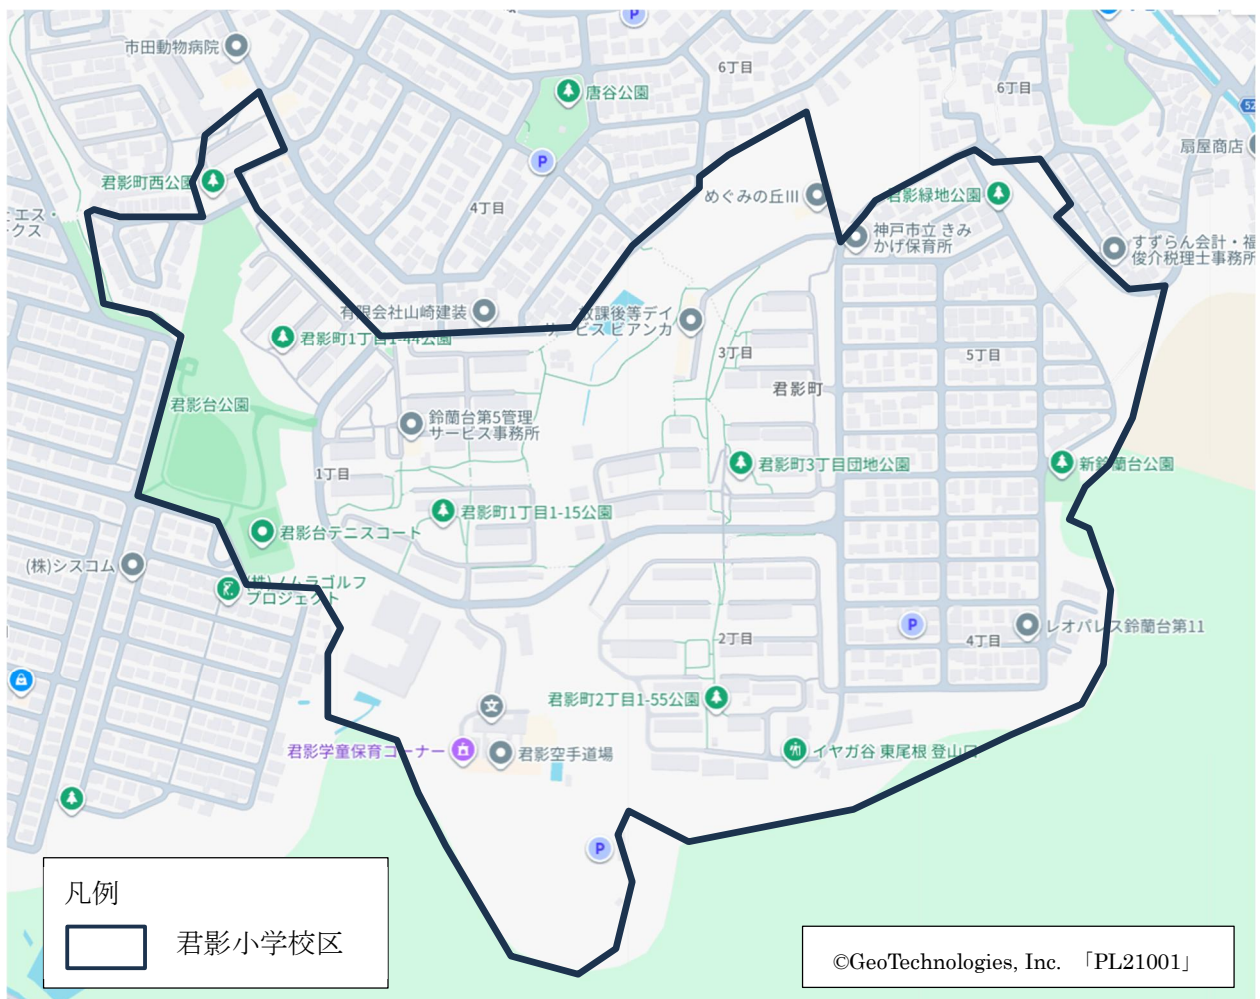 市田動物病院
6丁目
唐谷公園
6丁目
52
扇屋商店
君影町西公園
4丁目
めぐみの丘III
君影緑地公園
エス・
クス
神戸市立 きみ
かげ保育所
すずらん会計・福
俊介税理士事務所
有限会社山崎建装
放課後等デイ
サービス ビアンカ
君影町1丁目1-44公園
3丁目
5丁目
君影町
君影台公園
鈴蘭台第5管理
サービス事務所
1丁目
君影町3丁目団地公園
新鈴蘭台公園
君影町1丁目1-15公園
君影台テニスコート
(株)シスコム
(株)ノムラゴルフ
プロジェクト
P
レオパレス鈴蘭台第11
2丁目
4丁目
君影町2丁目1-55公園
文
君影学童保育コーナー
君影空手道場
イヤガ谷 東尾根 登山口
P
凡例
君影小学校区
©GeoTechnologies, Inc. 「PL21001」